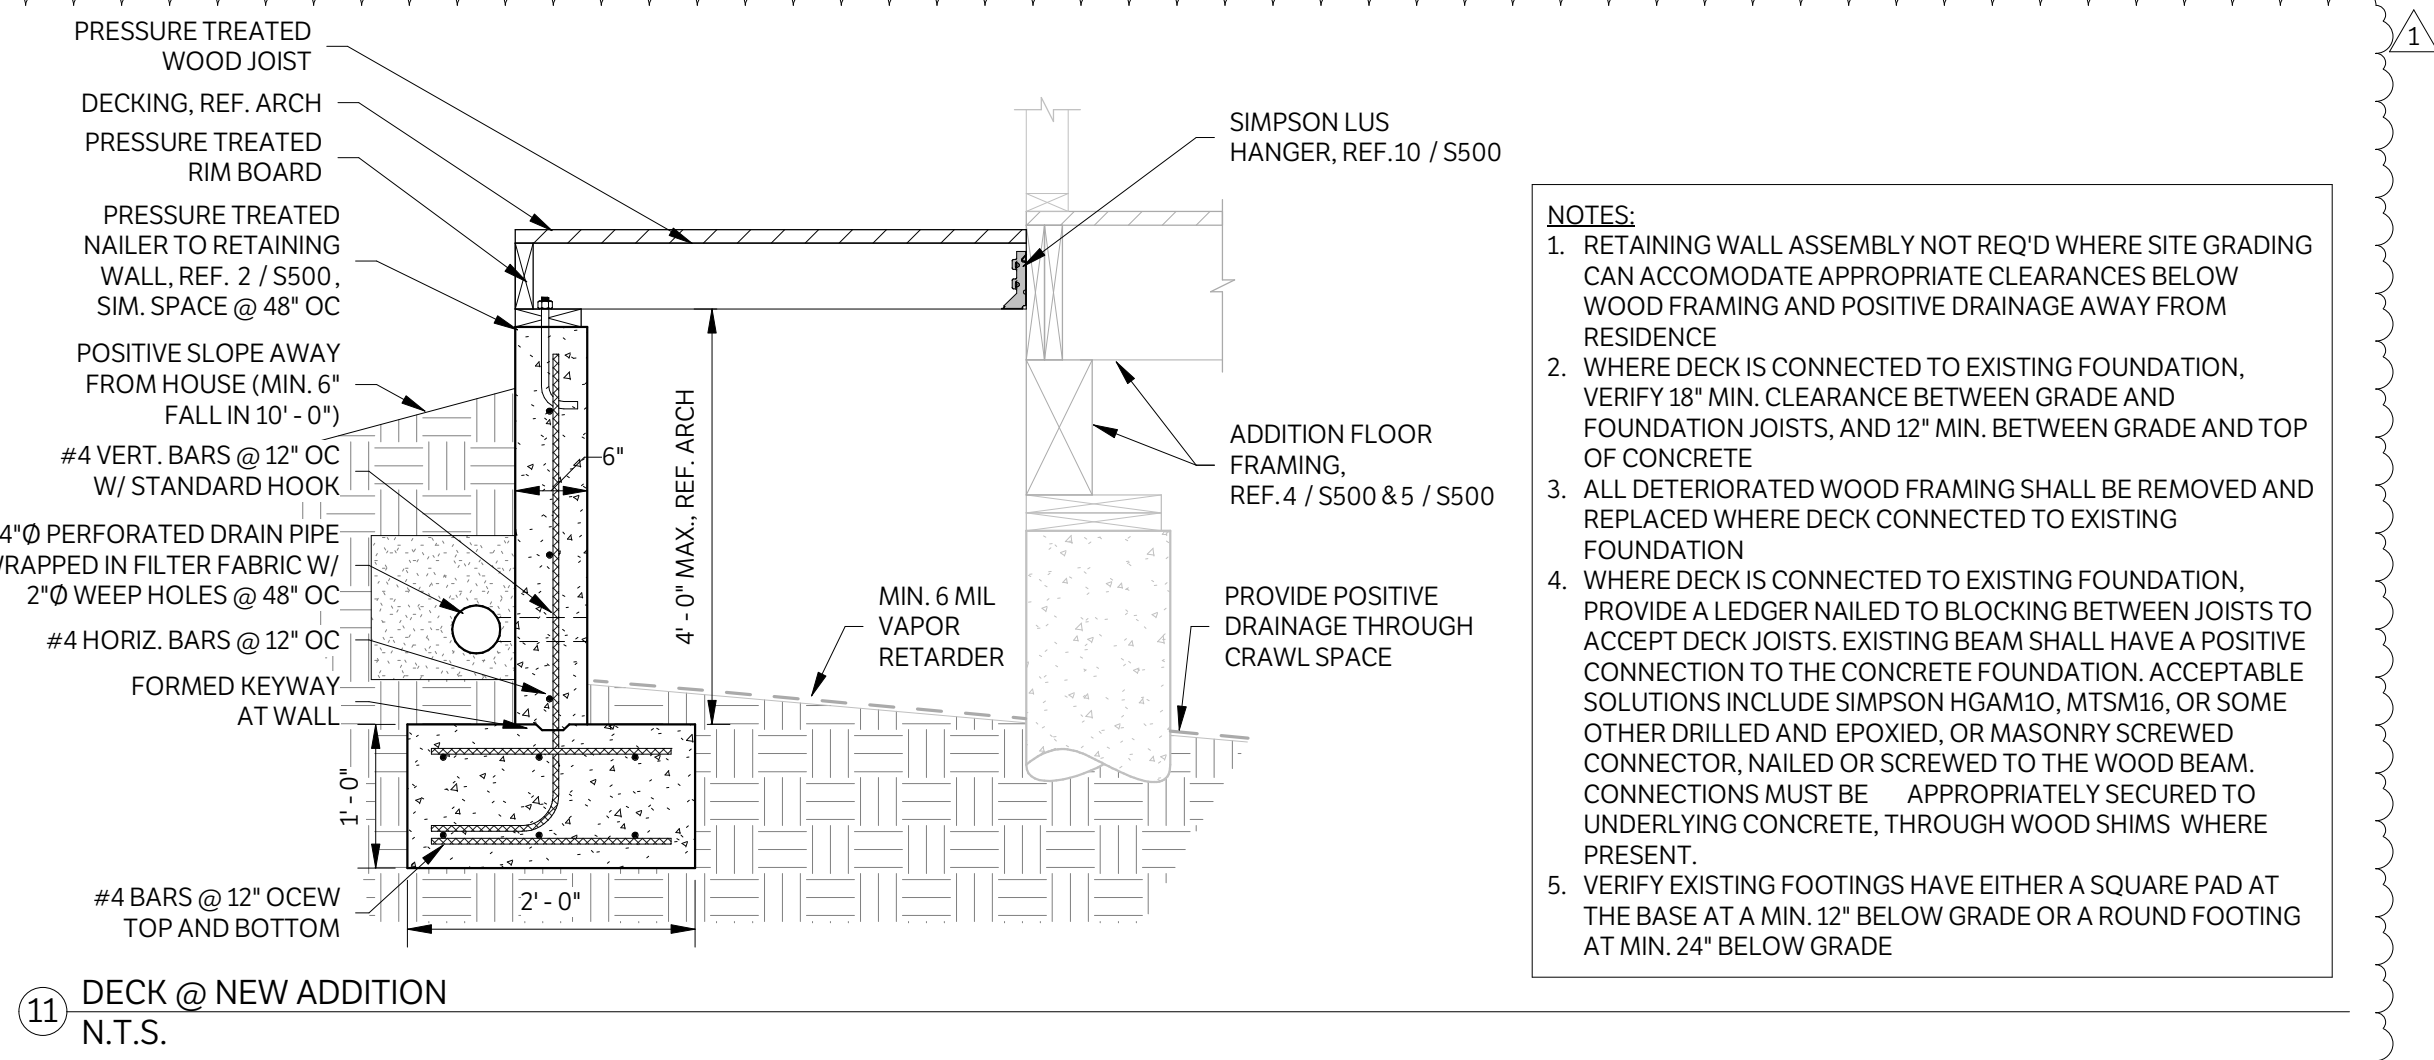 PRESSURE TREATED
WOOD JOIST
DECKING, REF. ARCH
PRESSURE TREATED
RIM BOARD
PRESSURE TREATED
NAILER TO RETAINING
WALL, REF. 2 / S500 ,
SIM. SPACE @ 48" OC
POSITIVE SLOPE AWAY
FROM HOUSE (MIN. 6"
FALL IN 10' - 0")
#4 VERT. BARS @ 12" OC
W/ STANDARD HOOK
4"Ø PERFORATED DRAIN PIPE
WRAPPED IN FILTER FABRIC W/
2"Ø WEEP HOLES @ 48" OC
#4 HORIZ. BARS @ 12" OC
FORMED KEYWAY
AT WALL
1' - 0"
#4 BARS @ 12" OCEW
TOP AND BOTTOM
2' - 0"
6"
4' - 0" MAX., REF. ARCH
SIMPSON LUS
HANGER, REF.10 / S500
ADDITION FLOOR
FRAMING,
REF. 4 / S500 & 5 / S500
MIN. 6 MIL
VAPOR
RETARDER
PROVIDE POSITIVE
DRAINAGE THROUGH
CRAWL SPACE
NOTES:
1. RETAINING WALL ASSEMBLY NOT REQ'D WHERE SITE GRADING
CAN ACCOMODATE APPROPRIATE CLEARANCES BELOW
WOOD FRAMING AND POSITIVE DRAINAGE AWAY FROM
RESIDENCE
2. WHERE DECK IS CONNECTED TO EXISTING FOUNDATION,
VERIFY 18" MIN. CLEARANCE BETWEEN GRADE AND
FOUNDATION JOISTS, AND 12" MIN. BETWEEN GRADE AND TOP
OF CONCRETE
3. ALL DETERIORATED WOOD FRAMING SHALL BE REMOVED AND
REPLACED WHERE DECK CONNECTED TO EXISTING
FOUNDATION
4. WHERE DECK IS CONNECTED TO EXISTING FOUNDATION,
PROVIDE A LEDGER NAILED TO BLOCKING BETWEEN JOISTS TO
ACCEPT DECK JOISTS. EXISTING BEAM SHALL HAVE A POSITIVE
CONNECTION TO THE CONCRETE FOUNDATION. ACCEPTABLE
SOLUTIONS INCLUDE SIMPSON HGAM1O, MTSM16, OR SOME
OTHER DRILLED AND EPOXIED, OR MASONRY SCREWED
CONNECTOR, NAILED OR SCREWED TO THE WOOD BEAM.
CONNECTIONS MUST BE APPROPRIATELY SECURED TO
UNDERLYING CONCRETE, THROUGH WOOD SHIMS WHERE
PRESENT.
5. VERIFY EXISTING FOOTINGS HAVE EITHER A SQUARE PAD AT
THE BASE AT A MIN. 12" BELOW GRADE OR A ROUND FOOTING
AT MIN. 24" BELOW GRADE
1
11 DECK @ NEW ADDITION
N.T.S.